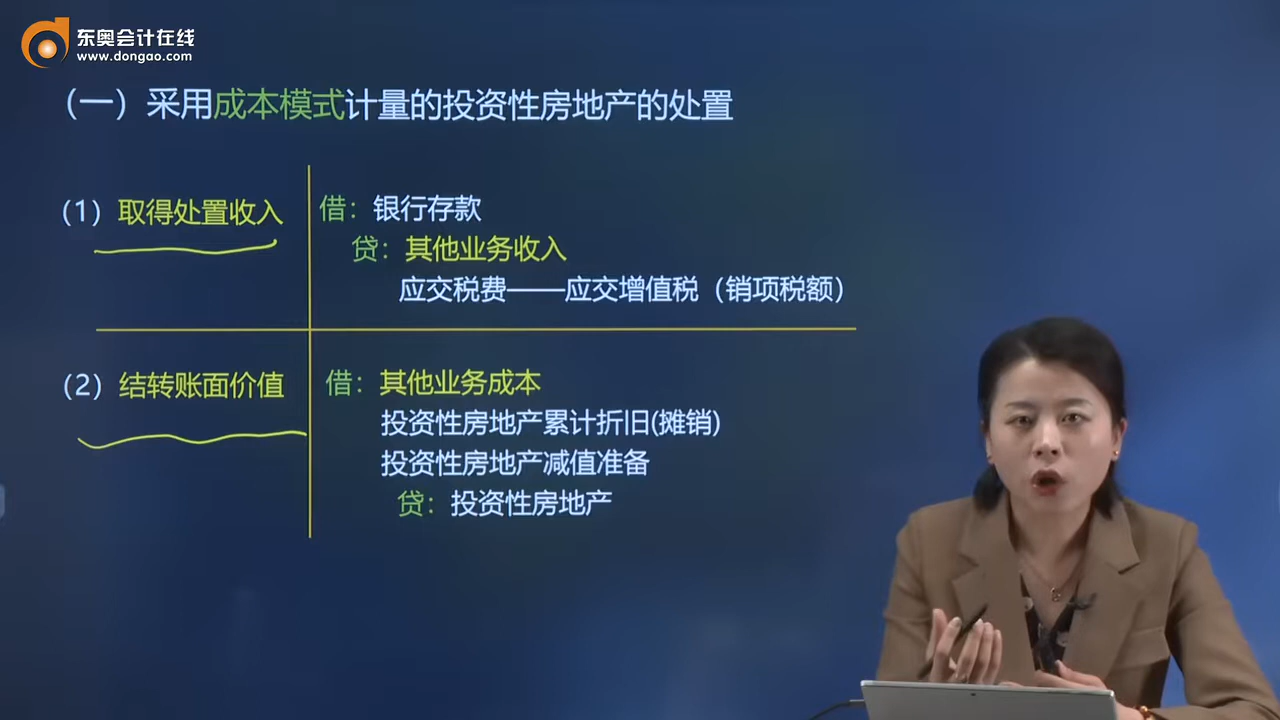 东奥会计在线
www.dongao.com
（一）采用成本模式计量的投资性房地产的处置
（1）取得处置收入
借：银行存款
贷：其他业务收入
应交税费——应交增值税（销项税额）
（2）结转账面价值
借：其他业务成本
投资性房地产累计折旧(摊销)
投资性房地产减值准备
贷：投资性房地产